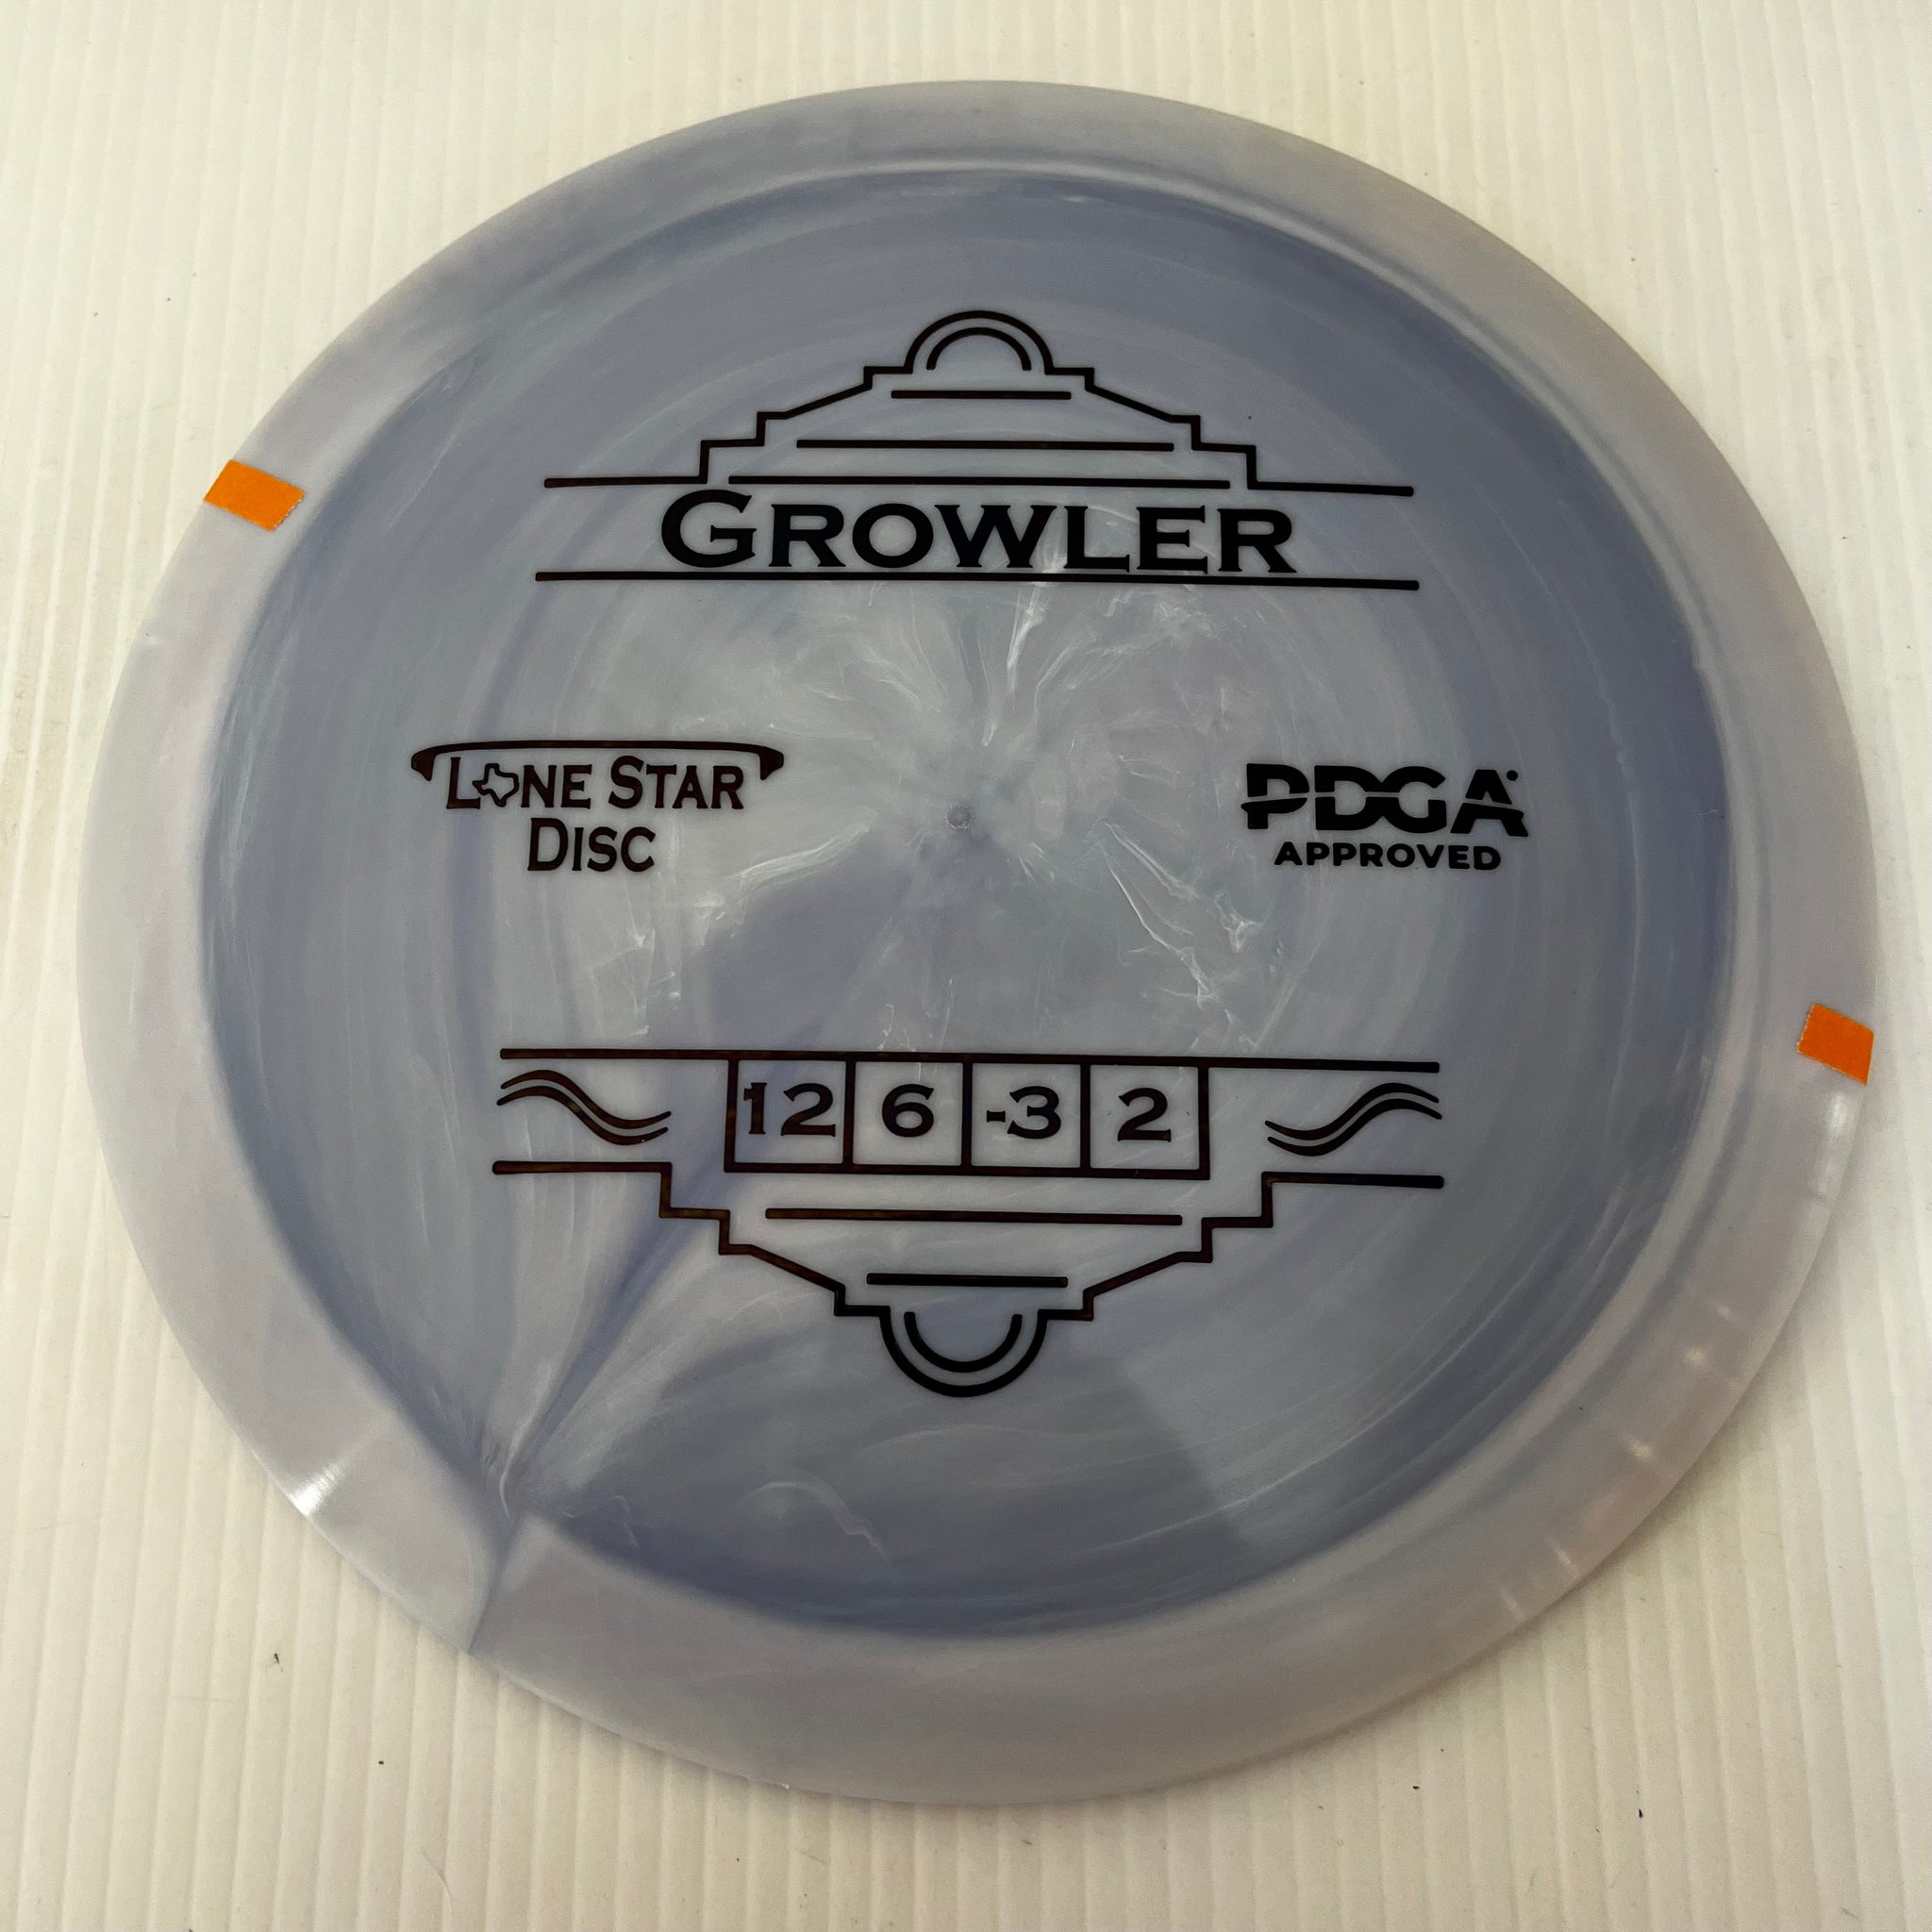 GROWLER
LONE STAR
DISC
PDGA
APPROVED
12 6 -3 2